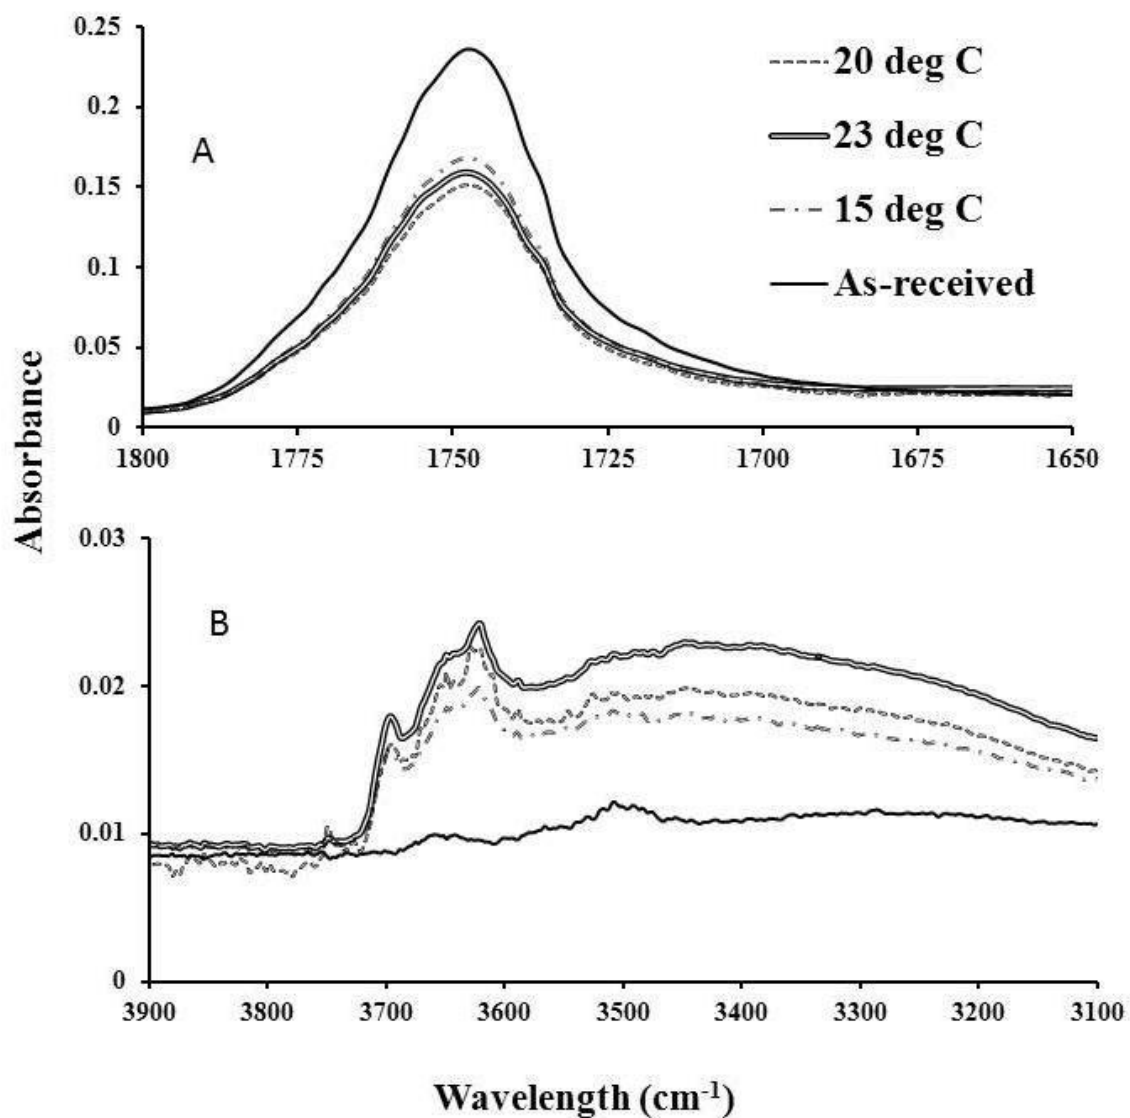 0.25
0.2
0.15
0.1
0.05
0
A
20 deg C
23 deg C
15 deg C
As-received
1800 1775 1750 1725 1700 1675 1650
Absorbance
0.03
0.02
0.01
0
B
3900 3800 3700 3600 3500 3400 3300 3200 3100
Wavelength (cm⁻¹)